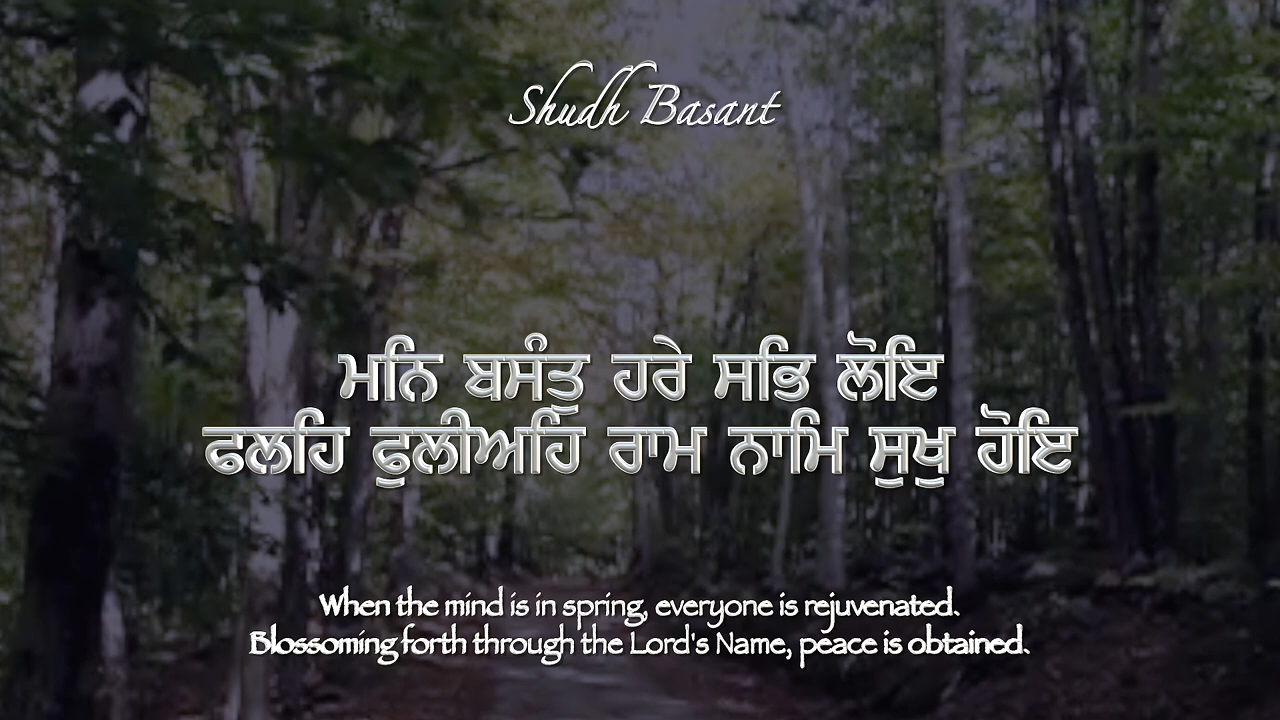 Shudh Basant
ਮਨਿ ਬਸੰਤੁ ਹਰੇ ਸਭਿ ਲੋਇ
ਫਲਹਿ ਫੁਲੀਅਹਿ ਰਾਮ ਨਾਮਿ ਸੁਖੁ ਹੋਇ
When the mind is in spring, everyone is rejuvenated.
Blossoming forth through the Lord's Name, peace is obtained.